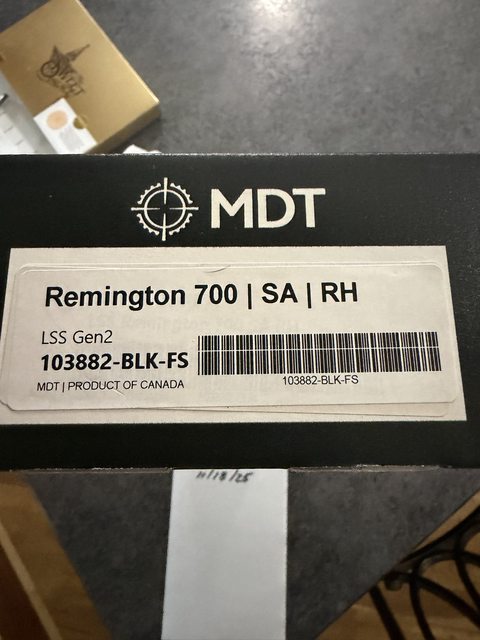 MDT
Remington 700 | SA | RH
LSS Gen2
103882-BLK-FS
MDT | PRODUCT OF CANADA
103882-BLK-FS
11/18/25